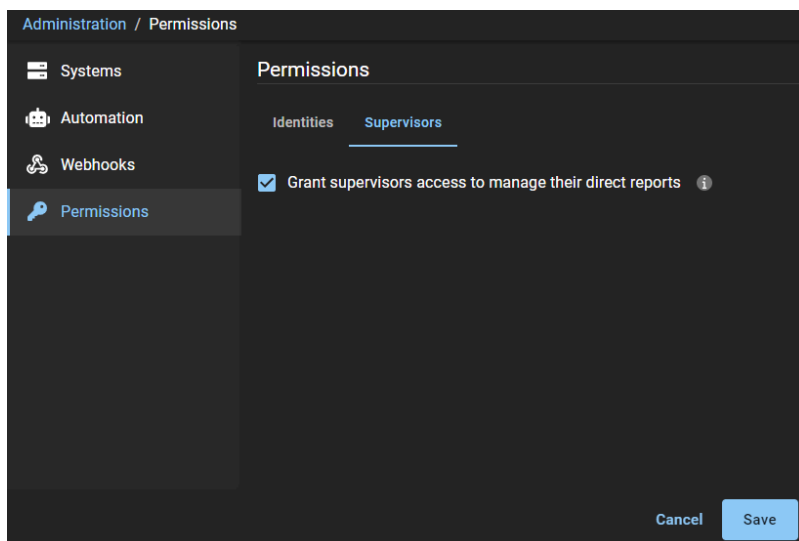 Administration / Permissions
Systems
Automation
Webhooks
Permissions
Permissions
Identities Supervisors
Grant supervisors access to manage their direct reports
Cancel Save